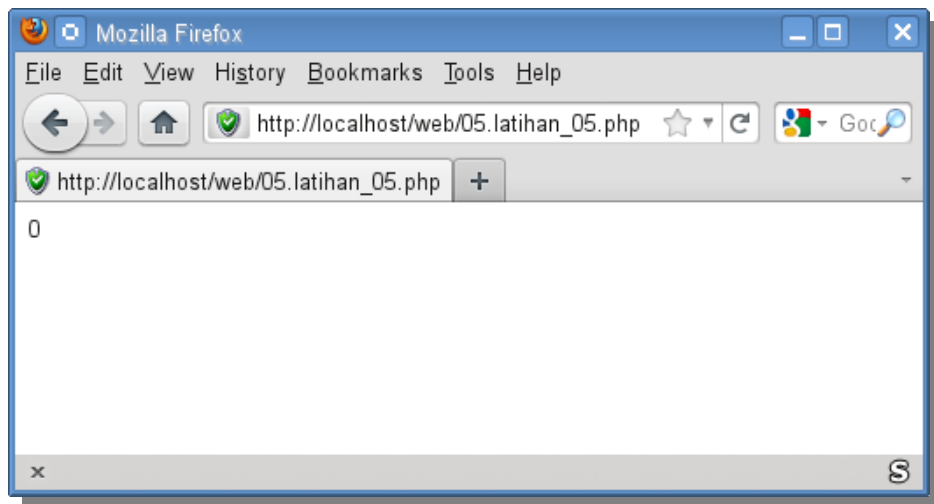 Mozilla Firefox
File Edit View History Bookmarks Tools Help
http://localhost/web/05.latihan_05.php
http://localhost/web/05.latihan_05.php +
0
x S